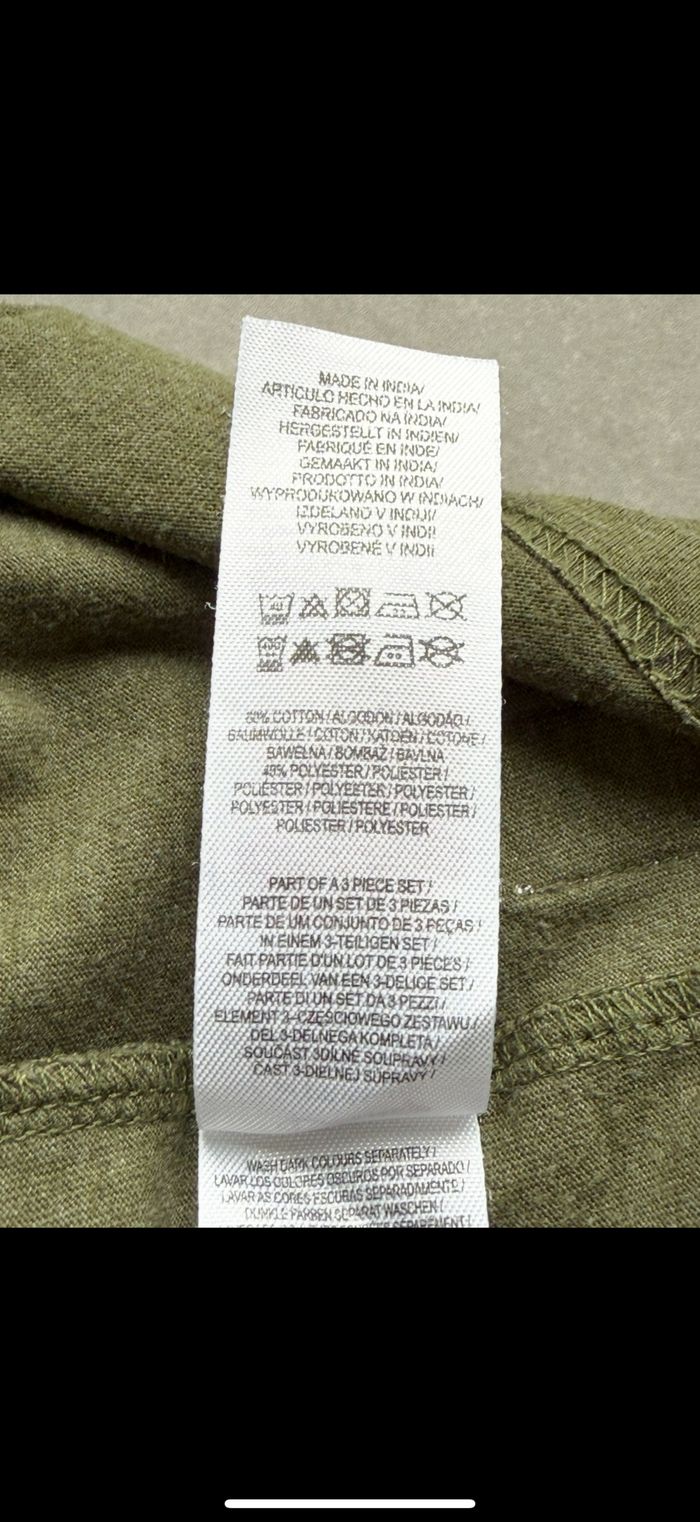 MADE IN INDIA/
ARTICULO HECHO EN LA INDIA/
FABRICADO NA INDIA/
HERGESTELLT IN INDIEN/
FABRIQUÉ EN INDE/
GEMAAKT IN INDIA/
PRODOTTO IN INDIA/
WYPRODUKOWANO W INDIACH/
IZDELANO V INDIJI/
VYROBENO V INDII
VYROBENÉ V INDII
40
60% COTTON / ALGODON / ALGODÃO /
BAUMWOLLE / COTON / KATOEN / COTONE /
BAWEŁNA / BOMBAŽ / BAVLNA
40% POLYESTER / POLIÉSTER /
POLIÉSTER / POLYESTER / POLYESTER /
POLYESTER / POLIESTERE / POLIESTER /
POLIESTER / POLYESTER
PART OF A 3 PIECE SET /
PARTE DE UN SET DE 3 PIEZAS /
PARTE DE UM CONJUNTO DE 3 PEÇAS /
IN EINEM 3-TEILIGEN SET /
FAIT PARTIE D'UN LOT DE 3 PIÈCES /
ONDERDEEL VAN EEN 3-DELIGE SET /
PARTE DI UN SET DA 3 PEZZI /
ELEMENT 3-CZĘŚCIOWEGO ZESTAWU /
DEL 3-DELNEGA KOMPLETA /
SOUČÁST 3DÍLNÉ SOUPRAVY /
ČASŤ 3-DIELNEJ SÚPRAVY /
WASH DARK COLOURS SEPARATELY /
LAVAR LOS COLORES OSCUROS POR SEPARADO /
LAVAR AS CORES ESCURAS SEPARADAMENTE /
DUNKLE FARBEN SEPARAT WASCHEN /
SÉPARÉMENT /